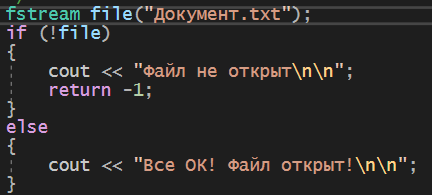 fstream file("Документ.txt");
if (!file)
{
    cout << "Файл не открыт\n\n";
    return -1;
}
else
{
    cout << "Все ОК! Файл открыт!\n\n";
}